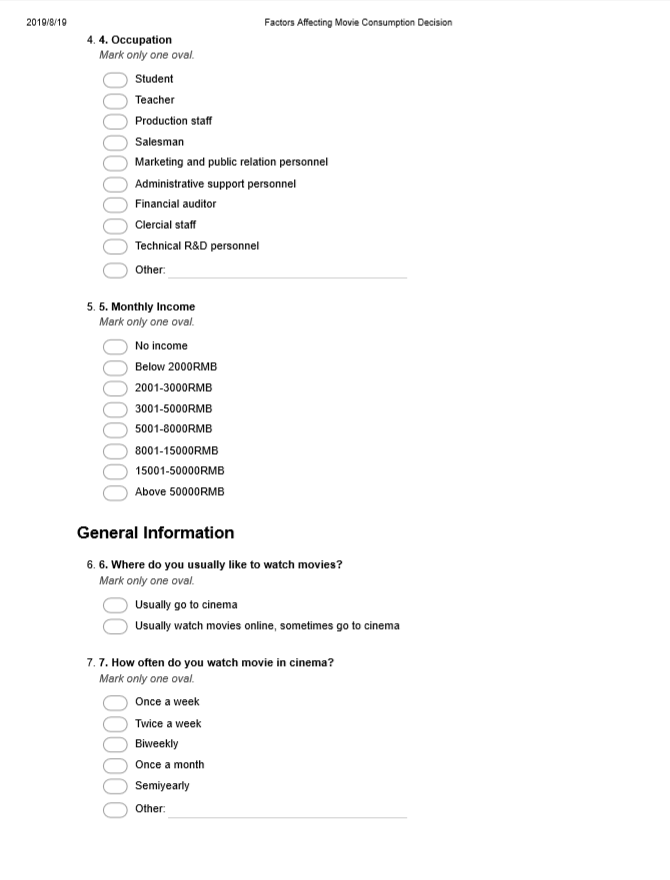 2019/8/19
Factors Affecting Movie Consumption Decision
4. 4. Occupation
Mark only one oval.
Student
Teacher
Production staff
Salesman
Marketing and public relation personnel
Administrative support personnel
Financial auditor
Clercial staff
Technical R&D personnel
Other:
5. 5. Monthly Income
Mark only one oval.
No income
Below 2000RMB
2001-3000RMB
3001-5000RMB
5001-8000RMB
8001-15000RMB
15001-50000RMB
Above 50000RMB
General Information
6. 6. Where do you usually like to watch movies?
Mark only one oval.
Usually go to cinema
Usually watch movies online, sometimes go to cinema
7. 7. How often do you watch movie in cinema?
Mark only one oval.
Once a week
Twice a week
Biweekly
Once a month
Semiyearly
Other: